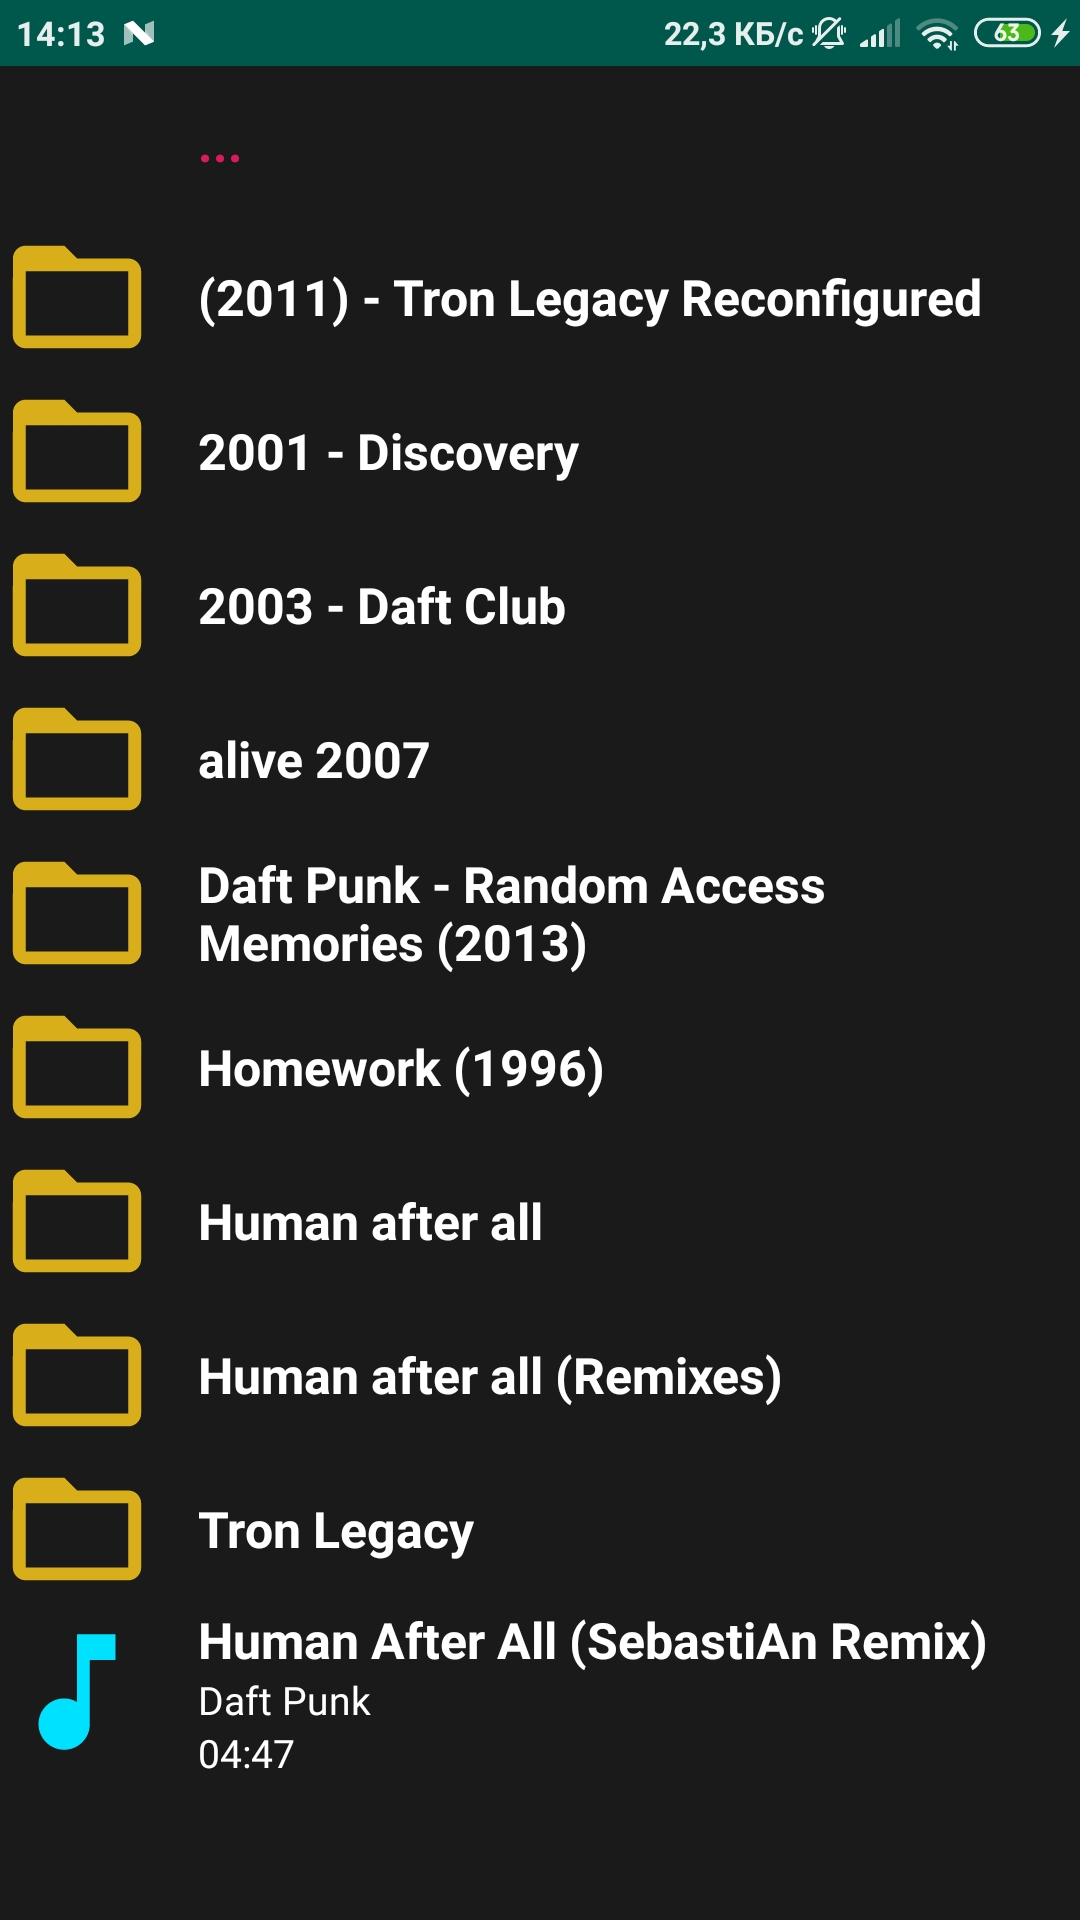 14:13 22,3 КБ/с 63
...
(2011) - Tron Legacy Reconfigured
2001 - Discovery
2003 - Daft Club
alive 2007
Daft Punk - Random Access
Memories (2013)
Homework (1996)
Human after all
Human after all (Remixes)
Tron Legacy
Human After All (SebastiAn Remix)
Daft Punk
04:47